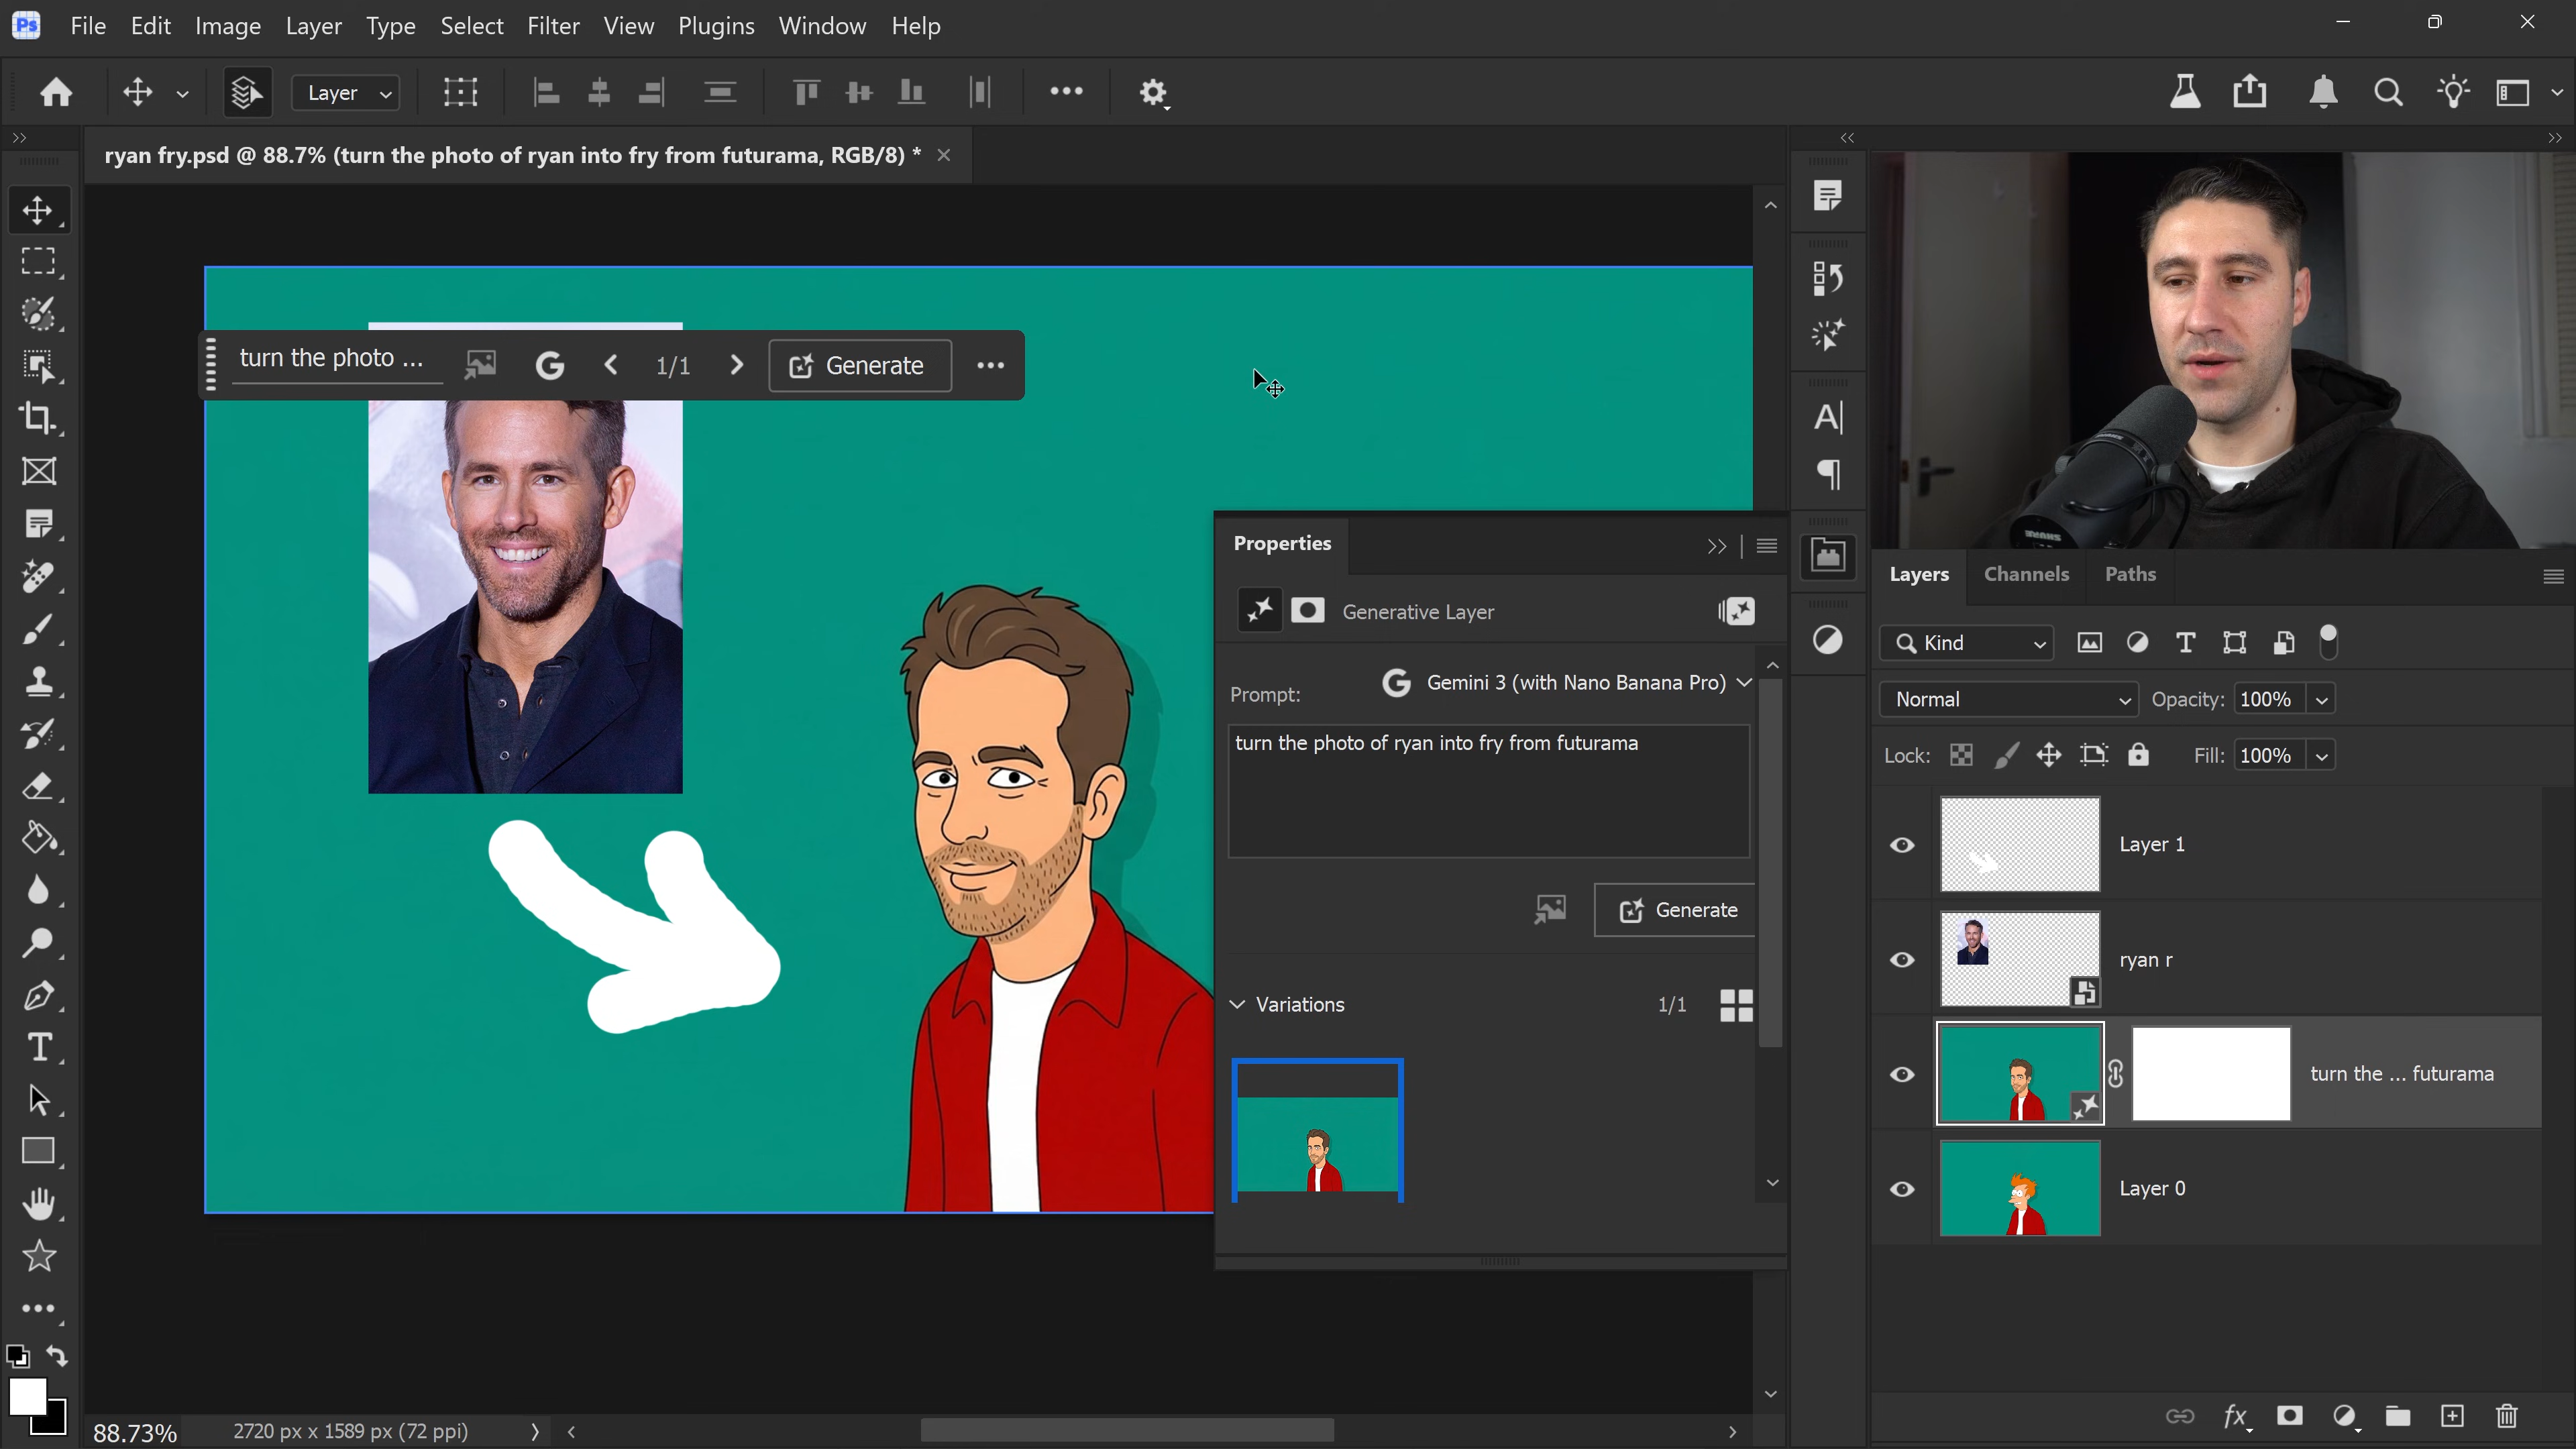 Ps File Edit Image Layer Type Select Filter View Plugins Window Help
Layer
ryan fry.psd @ 88.7% (turn the photo of ryan into fry from futurama, RGB/8) *
turn the photo ...
G
1/1
Generate
Properties
Generative Layer
Prompt:
G Gemini 3 (with Nano Banana Pro)
turn the photo of ryan into fry from futurama
Generate
Variations
1/1
Layers Channels Paths
Kind
Normal
Opacity: 100%
Lock:
Fill: 100%
Layer 1
ryan r
turn the ... futurama
Layer 0
fx
88.73%
2720 px x 1589 px (72 ppi)